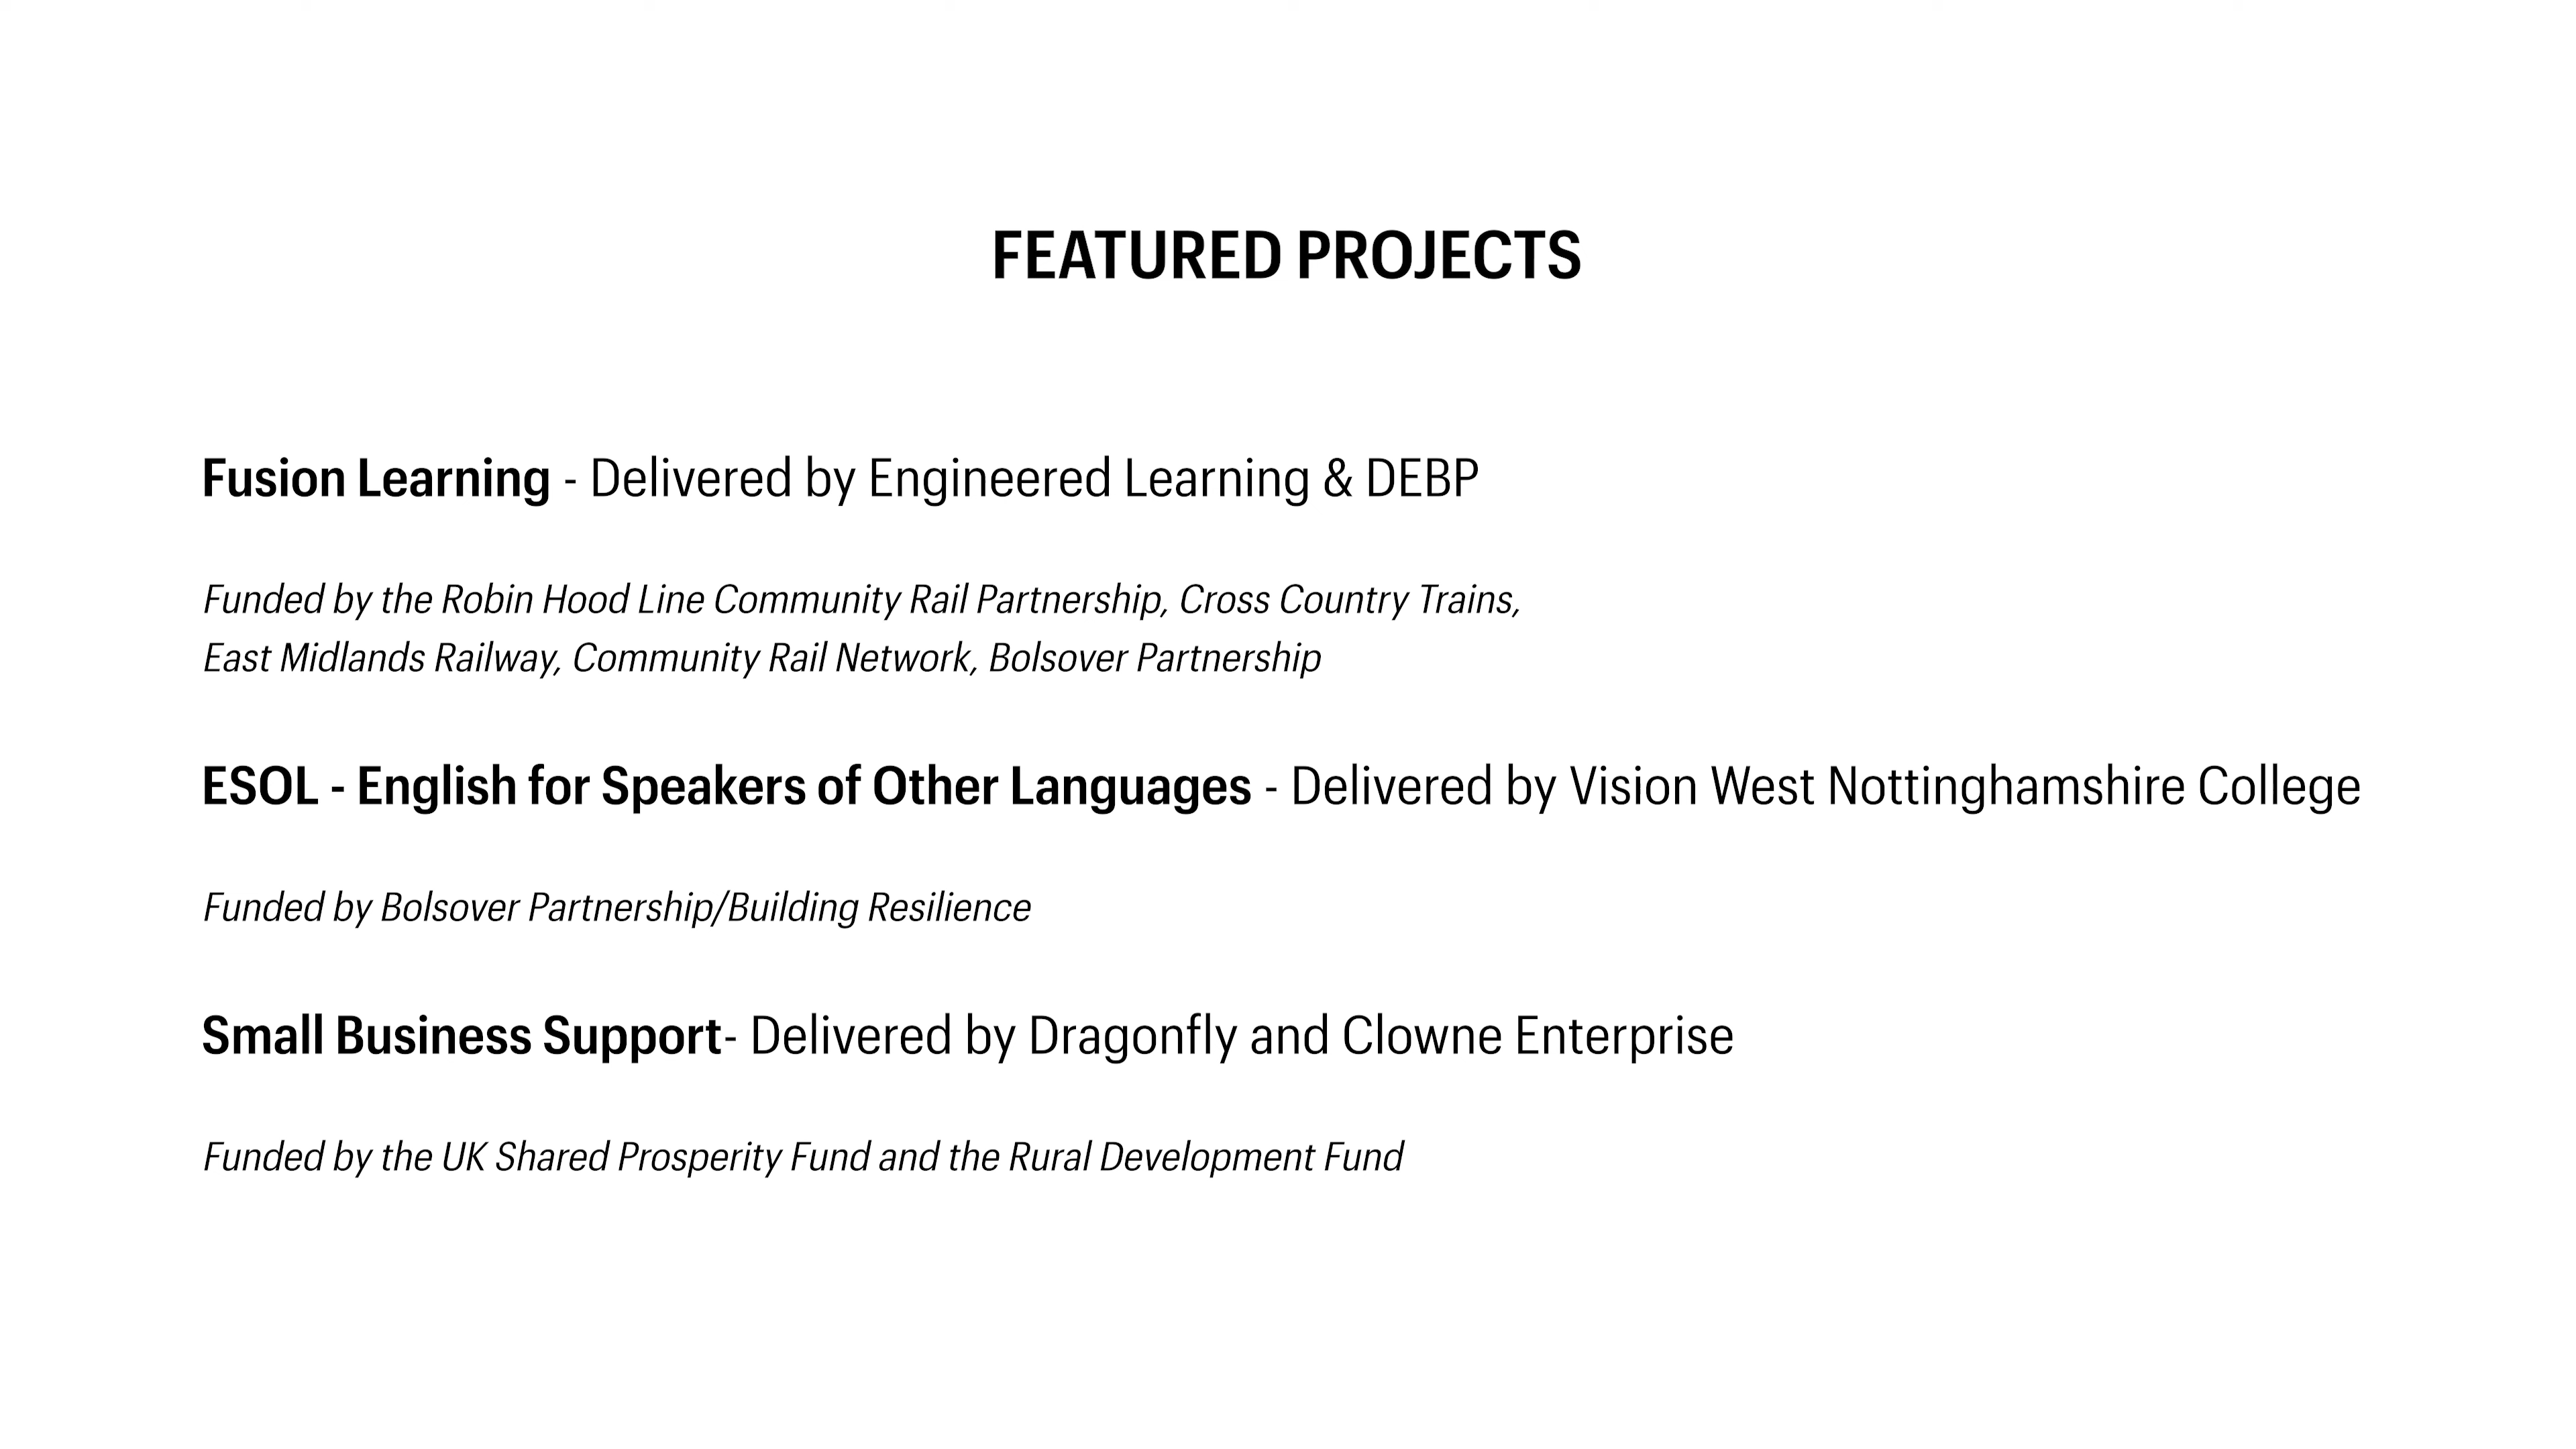 FEATURED PROJECTS
Fusion Learning - Delivered by Engineered Learning & DEBP
Funded by the Robin Hood Line Community Rail Partnership, Cross Country Trains,
East Midlands Railway, Community Rail Network, Bolsover Partnership
ESOL - English for Speakers of Other Languages - Delivered by Vision West Nottinghamshire College
Funded by Bolsover Partnership/Building Resilience
Small Business Support- Delivered by Dragonfly and Clowne Enterprise
Funded by the UK Shared Prosperity Fund and the Rural Development Fund